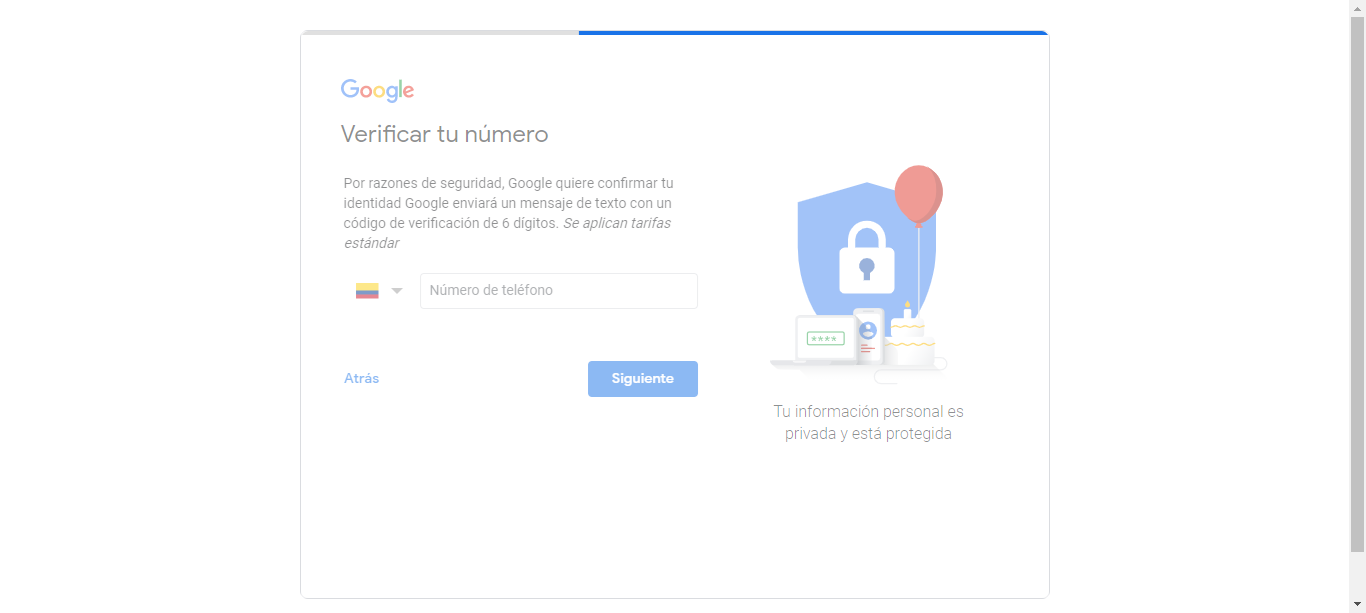 Google
Verificar tu número
Por razones de seguridad, Google quiere confirmar tu
identidad Google enviará un mensaje de texto con un
código de verificación de 6 dígitos. Se aplican tarifas
estándar
Número de teléfono
Atrás
Siguiente
****
Tu información personal es
privada y está protegida